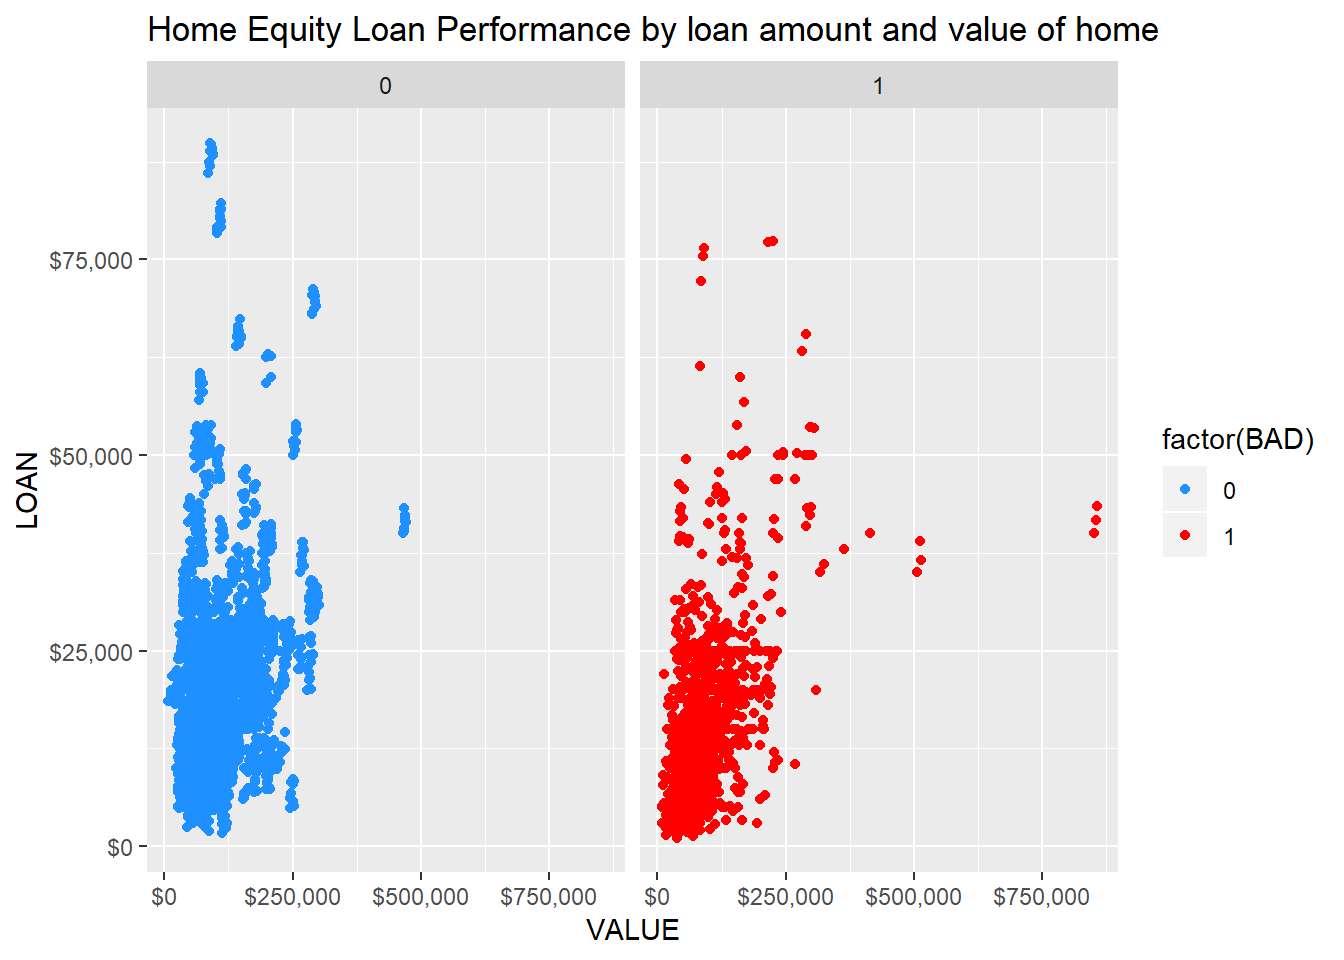 Home Equity Loan Performance by loan amount and value of home
0 1
$75,000
$50,000
$25,000
$0
LOAN
$0 $250,000 $500,000 $750,000 $0 $250,000 $500,000 $750,000
VALUE
factor(BAD)
0
1